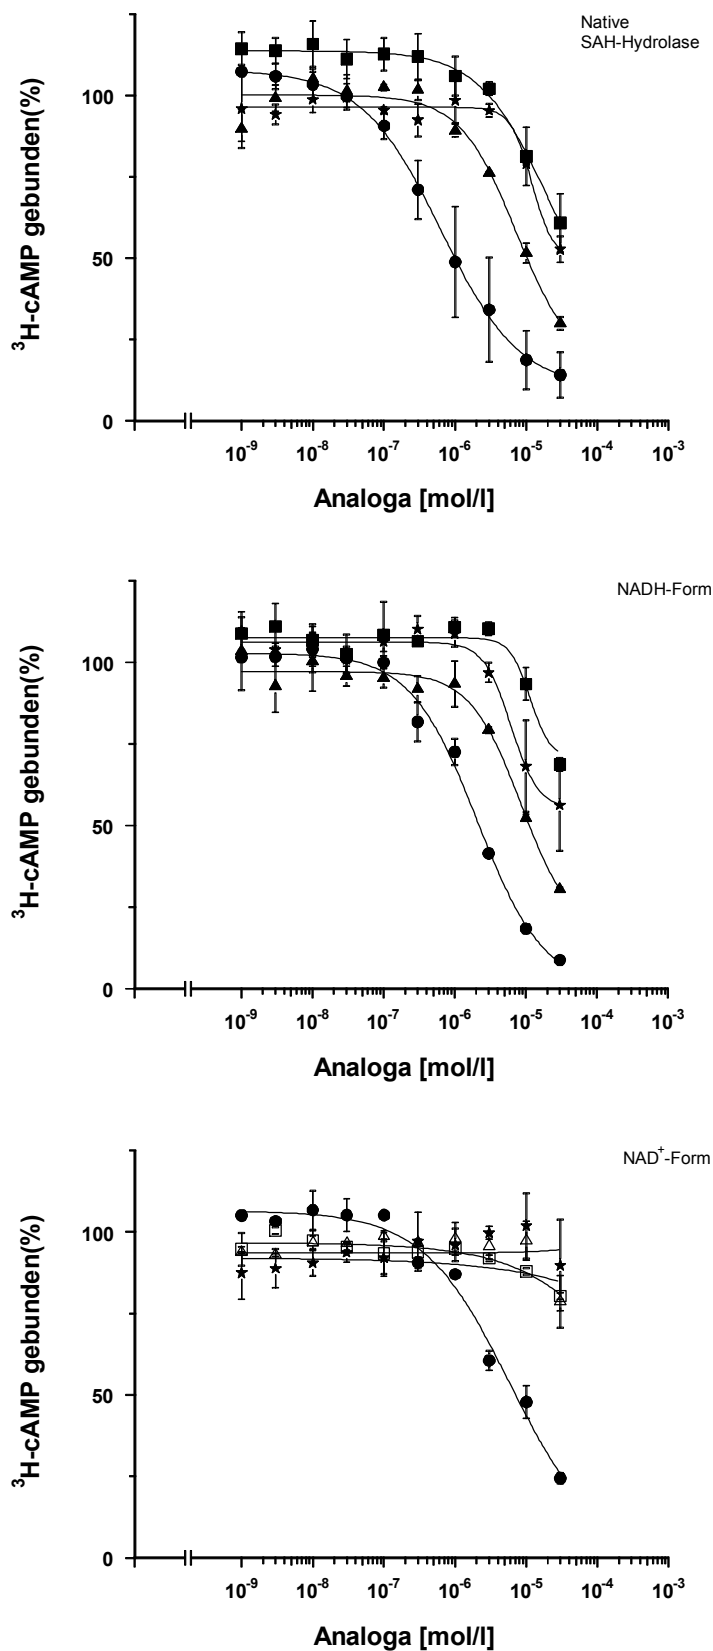 Native
SAH-Hydrolase
³H-cAMP gebunden(%)
100
50
0
10⁻⁹ 10⁻⁸ 10⁻⁷ 10⁻⁶ 10⁻⁵ 10⁻⁴ 10⁻³
Analoga [mol/l]
NADH-Form
³H-cAMP gebunden(%)
100
50
0
10⁻⁹ 10⁻⁸ 10⁻⁷ 10⁻⁶ 10⁻⁵ 10⁻⁴ 10⁻³
Analoga [mol/l]
NAD⁺-Form
³H-cAMP gebunden(%)
100
50
0
10⁻⁹ 10⁻⁸ 10⁻⁷ 10⁻⁶ 10⁻⁵ 10⁻⁴ 10⁻³
Analoga [mol/l]